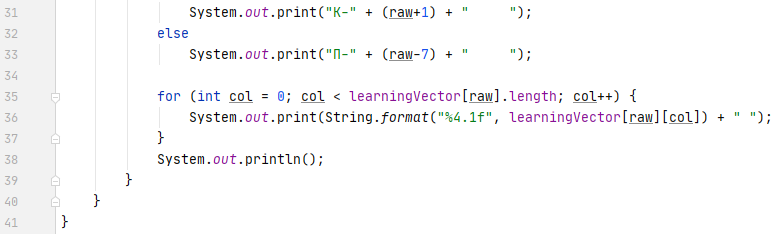 31 System.out.print("К-" + (raw+1) + "     ");
32 else
33 System.out.print("П-" + (raw-7) + "     ");
34
35 for (int col = 0; col < learningVector[raw].length; col++) {
36 System.out.print(String.format("%4.1f", learningVector[raw][col]) + " ");
37 }
38 System.out.println();
39 }
40 }
41 }